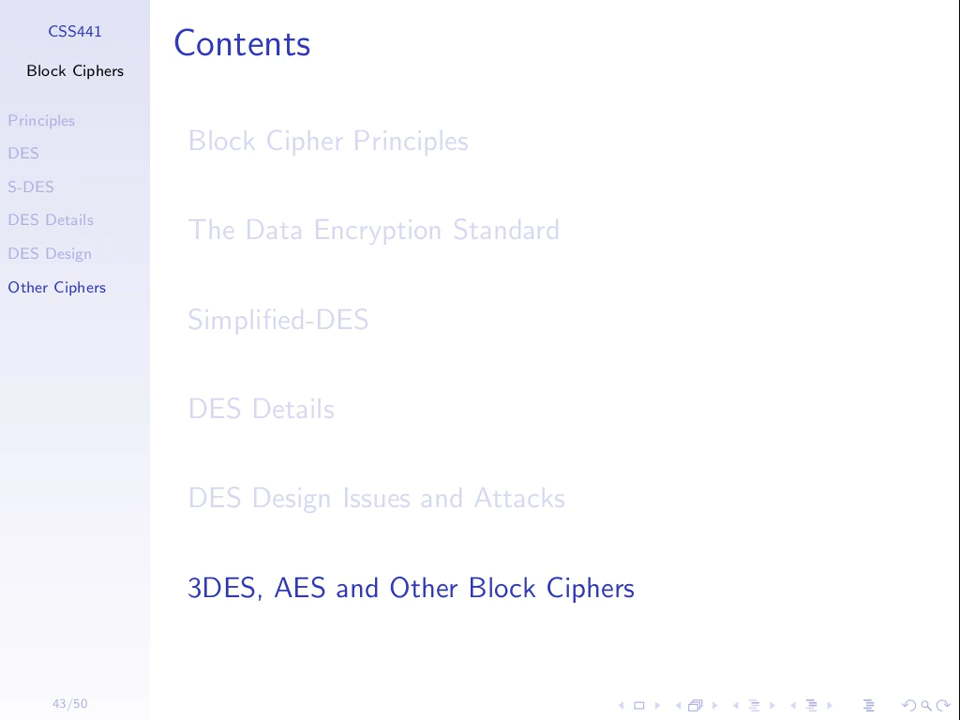 CSS441
Block Ciphers
Principles
DES
S-DES
DES Details
DES Design
Other Ciphers
43/50
Contents
Block Cipher Principles
The Data Encryption Standard
Simplified-DES
DES Details
DES Design Issues and Attacks
3DES, AES and Other Block Ciphers